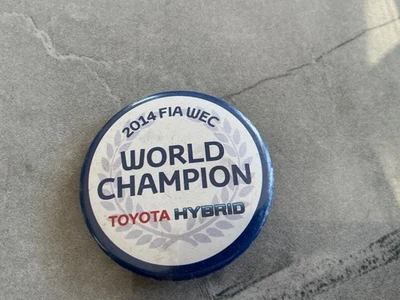 2014 FIA WEC
WORLD
CHAMPION
TOYOTA HYBRID